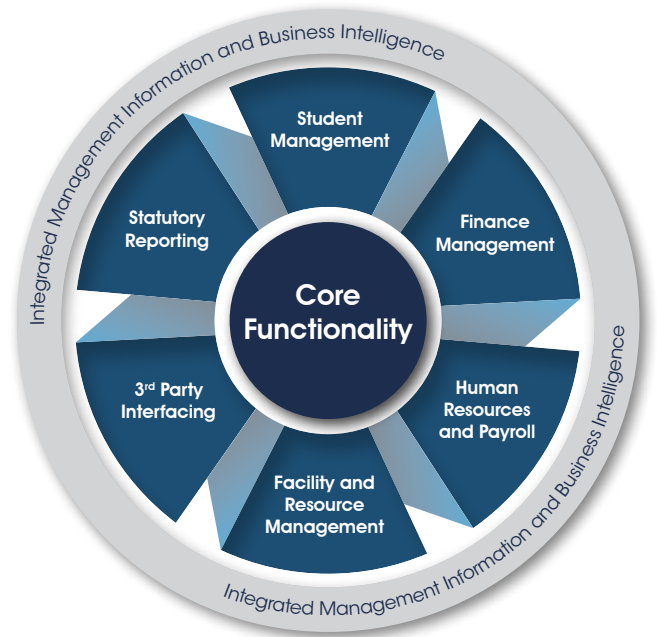 Integrated Management Information and Business Intelligence
Student
Management
Finance
Management
Human
Resources
and Payroll
Facility and
Resource
Management
3rd Party
Interfacing
Statutory
Reporting
Core
Functionality
Integrated Management Information and Business Intelligence